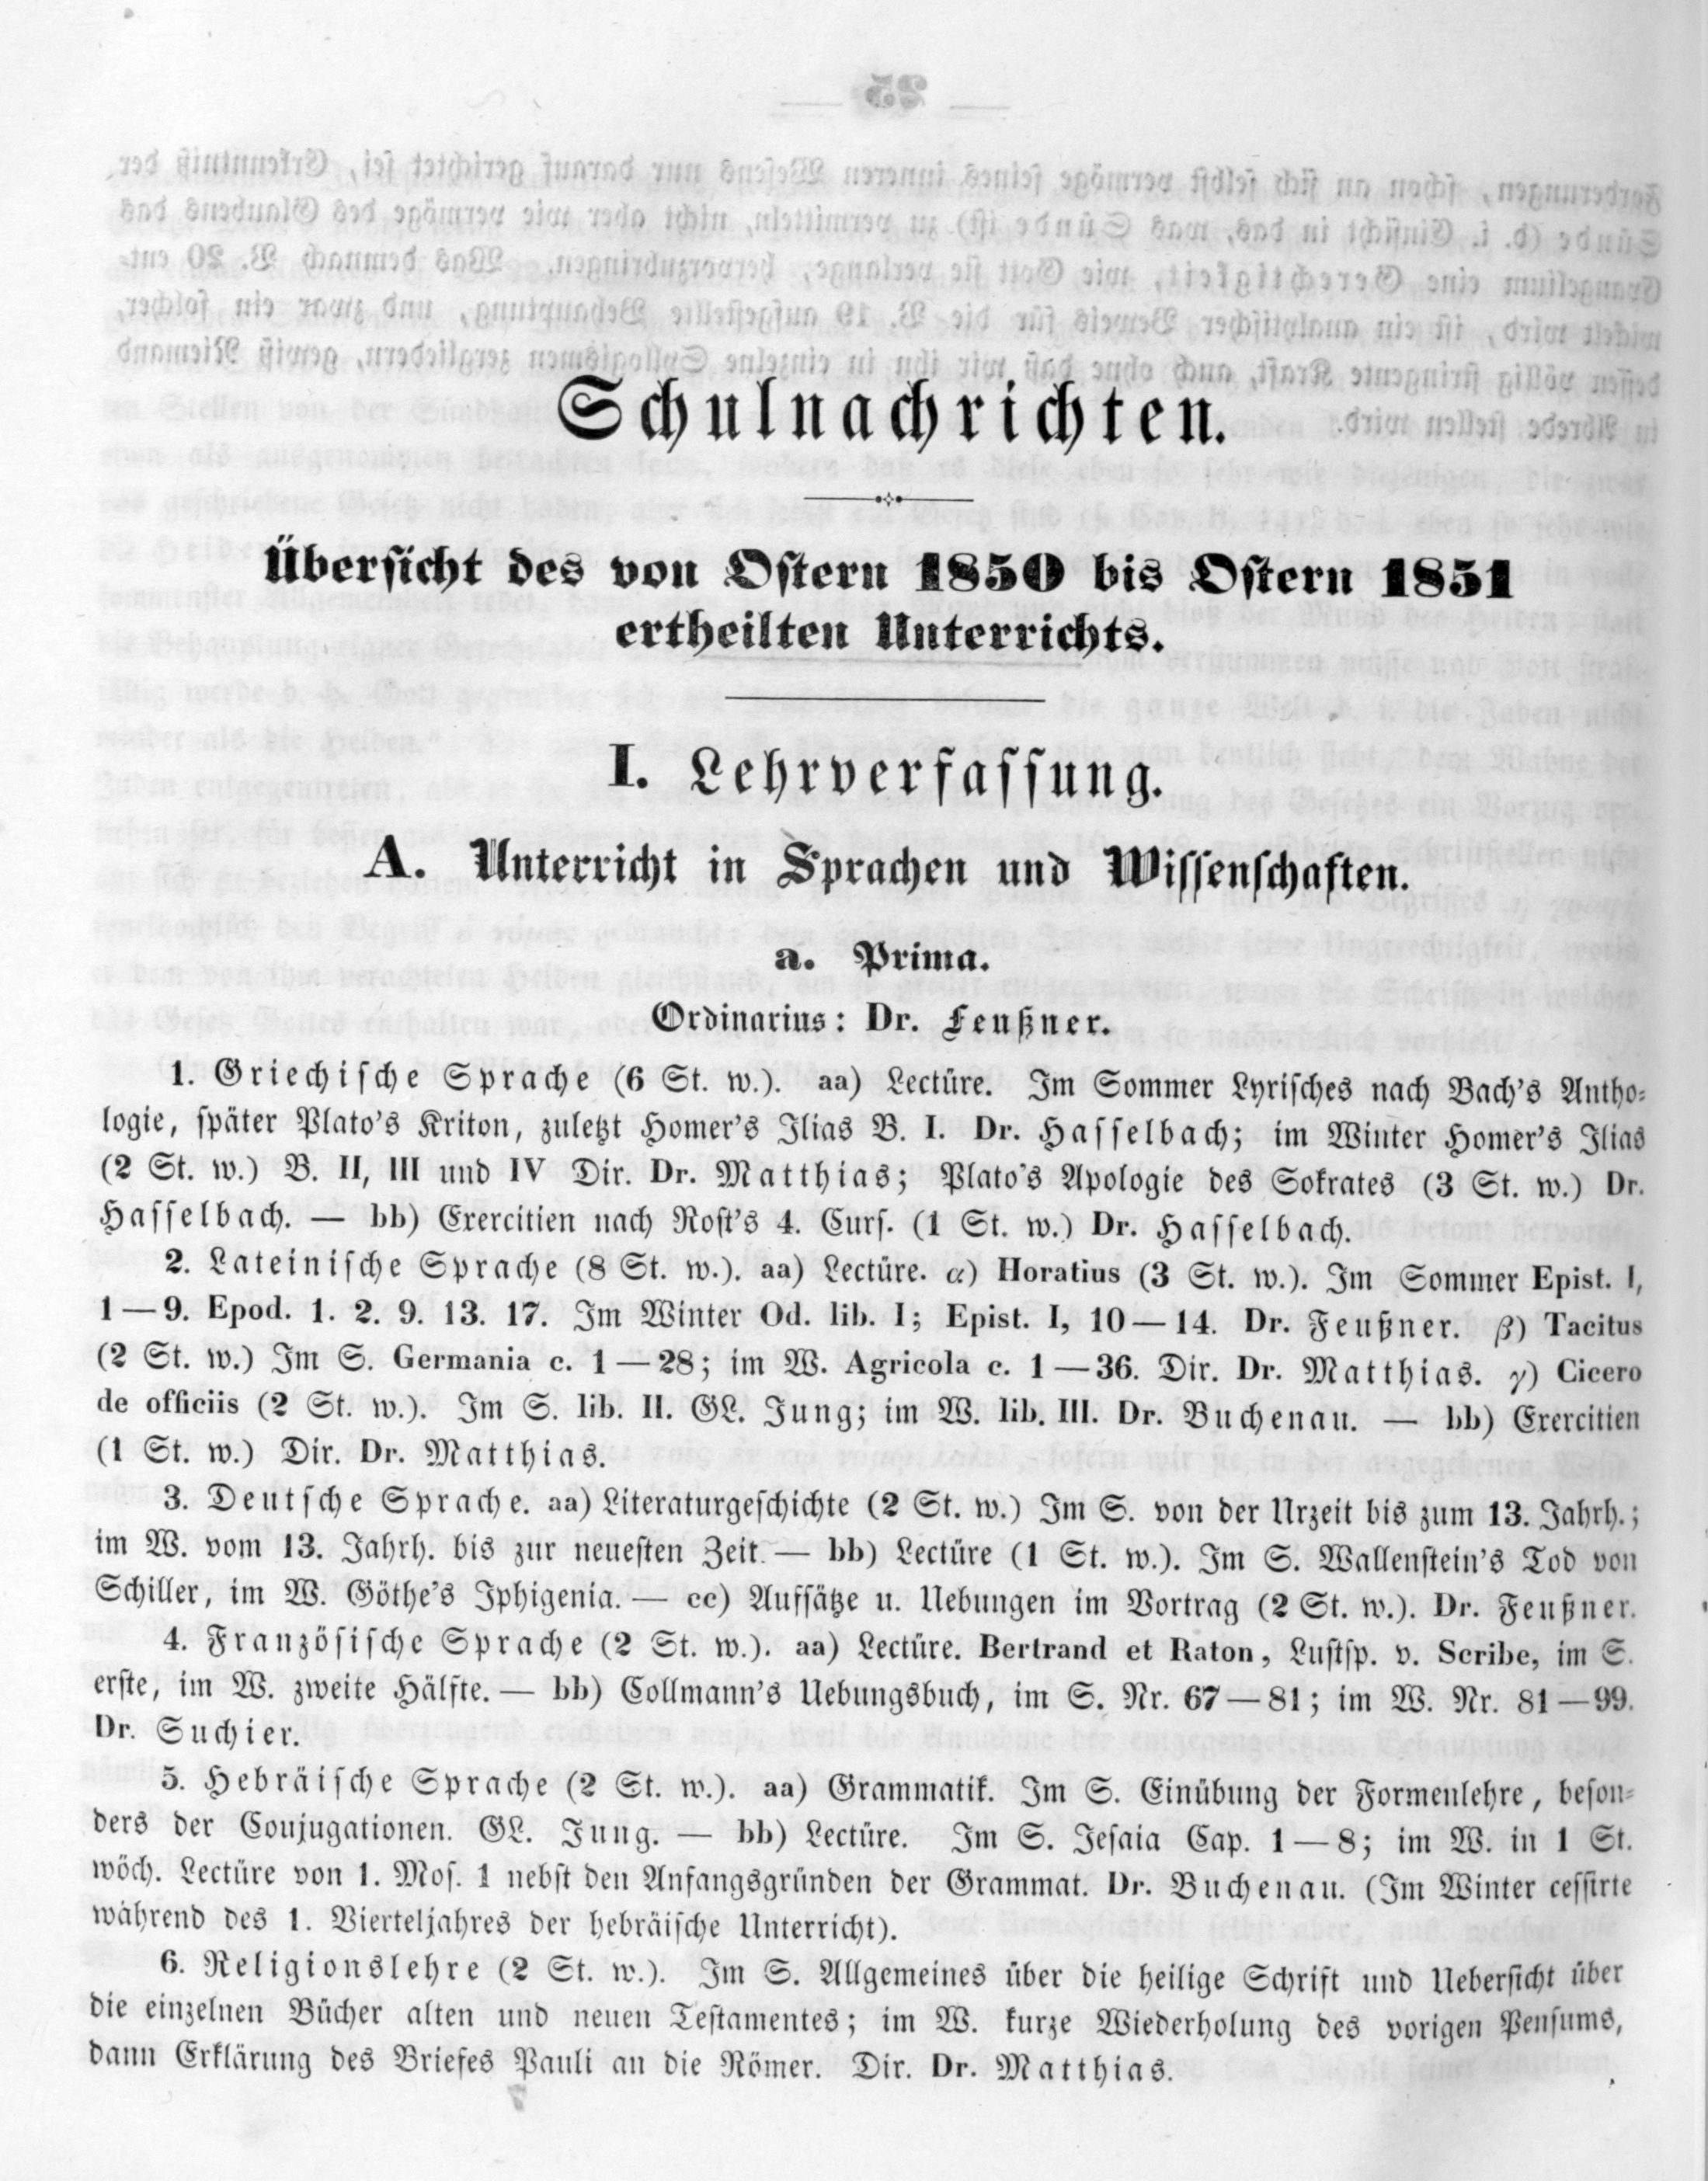 Schulnachrichten.
Übersicht des von Ostern 1850 bis Ostern 1851
ertheilten Unterrichts.
I. Lehrverfassung.
A. Unterricht in Sprachen und Wissenschaften.
a. Prima.
Ordinarius: Dr. Feußner.
1. Griechische Sprache (6 St. w.). aa) Lectüre. Im Sommer Lyrisches nach Bach's Antho-
logie, später Plato's Kriton, zuletzt Homer's Ilias B. I. Dr. Hasselbach; im Winter Homer's Ilias
(2 St. w.) B. II, III und IV Dir. Dr. Matthias; Plato's Apologie des Sokrates (3 St. w.) Dr.
Hasselbach. — bb) Exercitien nach Rost's 4. Curs. (1 St. w.) Dr. Hasselbach.
2. Lateinische Sprache (8 St. w.). aa) Lectüre. α) Horatius (3 St. w.). Im Sommer Epist. I,
1—9. Epod. 1. 2. 9. 13. 17. Im Winter Od. lib. I; Epist. I, 10—14. Dr. Feußner. β) Tacitus
(2 St. w.) Im S. Germania c. 1—28; im W. Agricola c. 1—36. Dir. Dr. Matthias. γ) Cicero
de officiis (2 St. w.). Im S. lib. II. GL. Jung; im W. lib. III. Dr. Buchenau. — bb) Exercitien
(1 St. w.) Dir. Dr. Matthias.
3. Deutsche Sprache. aa) Literaturgeschichte (2 St. w.) Im S. von der Urzeit bis zum 13. Jahrh.;
im W. vom 13. Jahrh. bis zur neuesten Zeit. — bb) Lectüre (1 St. w.). Im S. Wallenstein's Tod von
Schiller, im W. Göthe's Iphigenia. — cc) Aufsätze u. Uebungen im Vortrag (2 St. w.). Dr. Feußner.
4. Französische Sprache (2 St. w.). aa) Lectüre. Bertrand et Raton, Lustsp. v. Scribe, im S.
erste, im W. zweite Hälfte. — bb) Collmann's Uebungsbuch, im S. Nr. 67—81; im W. Nr. 81—99.
Dr. Suchier.
5. Hebräische Sprache (2 St. w.). aa) Grammatik. Im S. Einübung der Formenlehre, beson-
ders der Conjugationen. GL. Jung. — bb) Lectüre. Im S. Jesaia Cap. 1—8; im W. in 1 St.
wöch. Lectüre von 1. Mos. 1 nebst den Anfangsgründen der Grammat. Dr. Buchenau. (Im Winter cessirte
während des 1. Vierteljahres der hebräische Unterricht).
6. Religionslehre (2 St. w.). Im S. Allgemeines über die heilige Schrift und Uebersicht über
die einzelnen Bücher alten und neuen Testamentes; im W. kurze Wiederholung des vorigen Pensums,
dann Erklärung des Briefes Pauli an die Römer. Dir. Dr. Matthias.